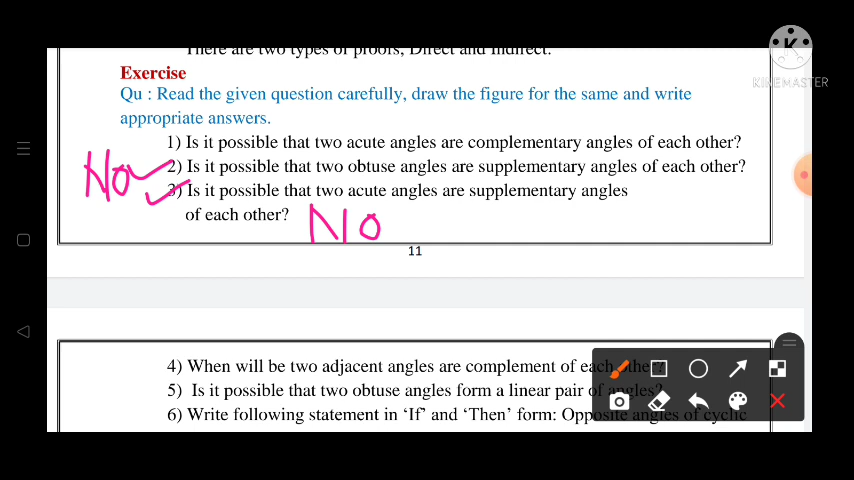 There are two types of proofs, Direct and Indirect.
K
KINEMASTER
Exercise
Qu : Read the given question carefully, draw the figure for the same and write
appropriate answers.
1) Is it possible that two acute angles are complementary angles of each other?
No 2) Is it possible that two obtuse angles are supplementary angles of each other?
3) Is it possible that two acute angles are supplementary angles
of each other? NO
11
4) When will be two adjacent angles are complement of each other?
5) Is it possible that two obtuse angles form a linear pair of angles?
6) Write following statement in ‘If’ and ‘Then’ form: Opposite angles of cyclic